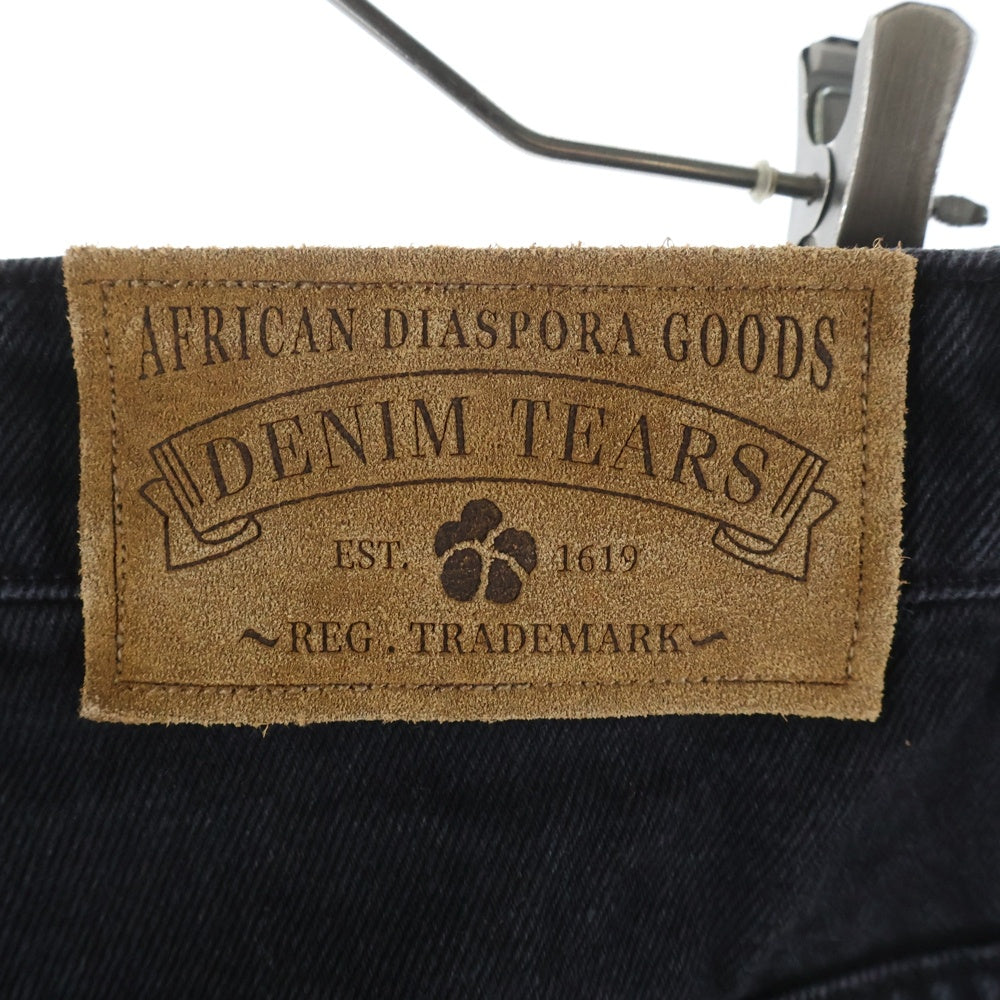 AFRICAN DIASPORA GOODS
DENIM TEARS
EST. 1619
~REG. TRADEMARK~